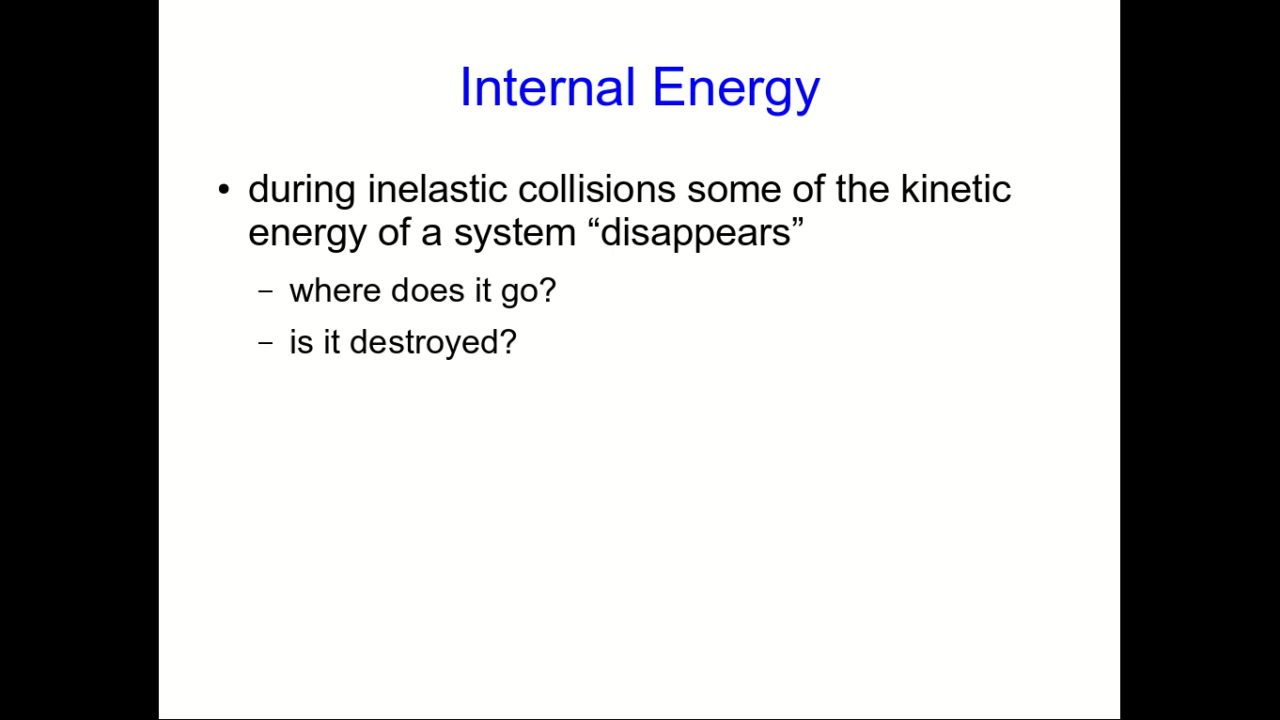 Internal Energy
• during inelastic collisions some of the kinetic
energy of a system “disappears”
– where does it go?
– is it destroyed?